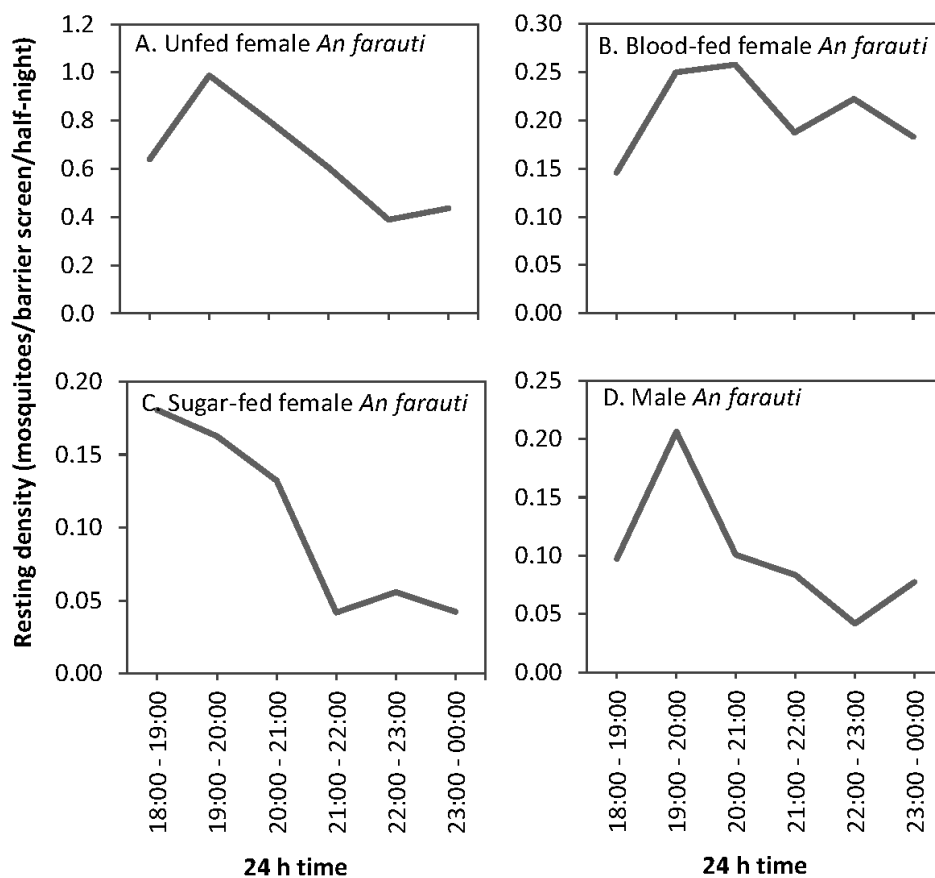 Resting density (mosquitoes/barrier screen/half-night)
A. Unfed female An farauti
1.2
1.0
0.8
0.6
0.4
0.2
0.0
B. Blood-fed female An farauti
0.30
0.25
0.20
0.15
0.10
0.05
0.00
C. Sugar-fed female An farauti
0.20
0.15
0.10
0.05
0.00
18:00 - 19:00
19:00 - 20:00
20:00 - 21:00
21:00 - 22:00
22:00 - 23:00
23:00 - 00:00
24 h time
D. Male An farauti
0.25
0.20
0.15
0.10
0.05
0.00
18:00 - 19:00
19:00 - 20:00
20:00 - 21:00
21:00 - 22:00
22:00 - 23:00
23:00 - 00:00
24 h time